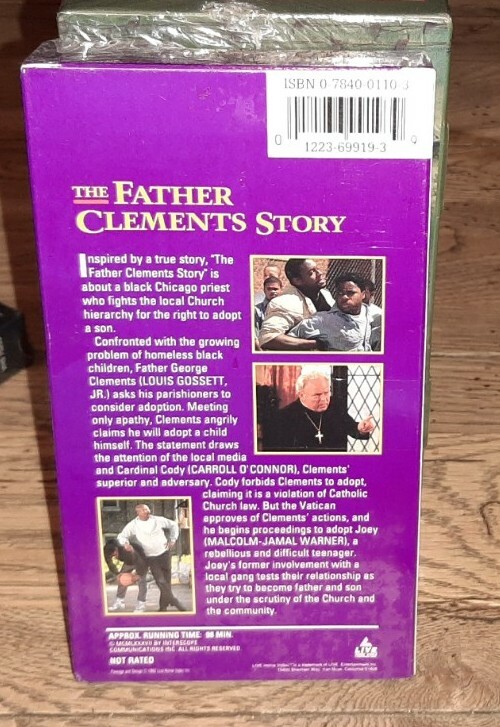 ISBN 0-7840-0110-3
0 1223-69919-3 9
THE FATHER
CLEMENTS STORY
Inspired by a true story, "The
Father Clements Story" is
about a black Chicago priest
who fights the local Church
hierarchy for the right to adopt
a son.
Confronted with the growing
problem of homeless black
children, Father George
Clements (LOUIS GOSSETT,
JR.) asks his parishioners to
consider adoption. Meeting
only apathy, Clements angrily
claims he will adopt a child
himself. The statement draws
the attention of the local media
and Cardinal Cody (CARROLL O'CONNOR), Clements'
superior and adversary. Cody forbids Clements to adopt,
claiming it is a violation of Catholic
Church law. But the Vatican
approves of Clements' actions, and
he begins proceedings to adopt Joey
(MALCOLM-JAMAL WARNER), a
rebellious and difficult teenager.
Joey's former involvement with a
local gang tests their relationship as
they try to become father and son
under the scrutiny of the Church and
the community.
APPROX. RUNNING TIME: MIN.
© MCMLXXXVII BY INTERSCOPE
COMMUNICATIONS INC. ALL RIGHTS RESERVED
NOT RATED